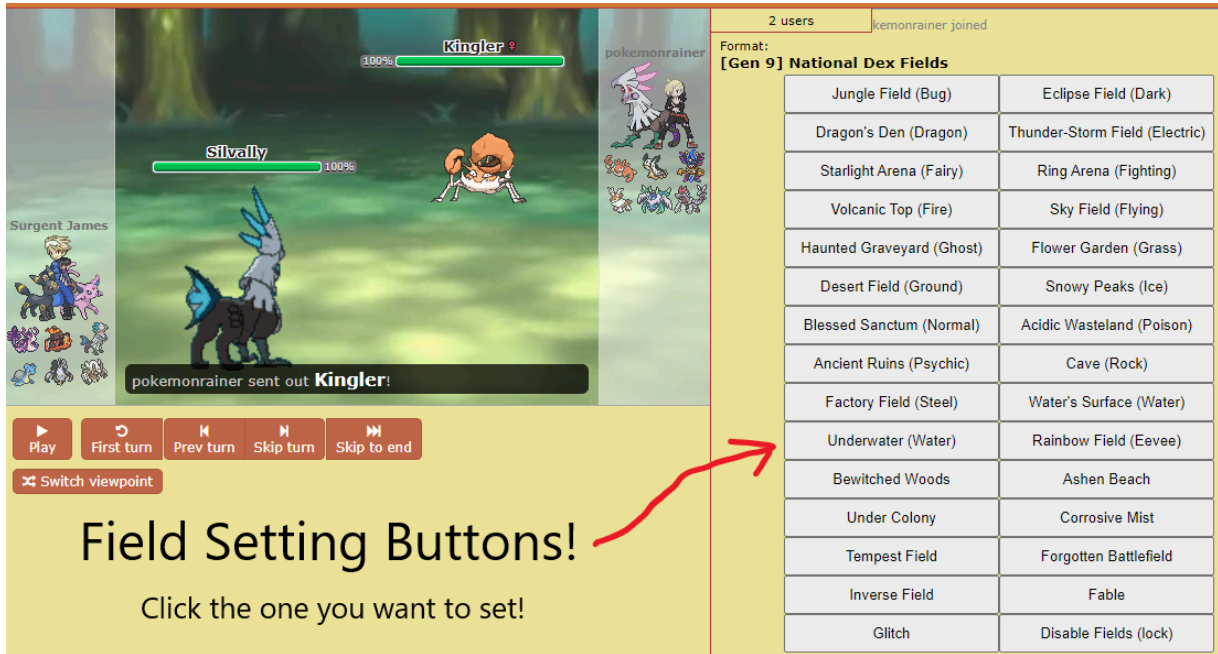 Kingler ♀
100%
Silvally
100%
pokemonrainer
Surgent James
pokemonrainer sent out Kingler!
Play
First turn
Prev turn
Skip turn
Skip to end
Switch viewpoint
Field Setting Buttons!
Click the one you want to set!
2 users
kemonrainer joined
Format:
[Gen 9] National Dex Fields
Jungle Field (Bug)
Eclipse Field (Dark)
Dragon's Den (Dragon)
Thunder-Storm Field (Electric)
Starlight Arena (Fairy)
Ring Arena (Fighting)
Volcanic Top (Fire)
Sky Field (Flying)
Haunted Graveyard (Ghost)
Flower Garden (Grass)
Desert Field (Ground)
Snowy Peaks (Ice)
Blessed Sanctum (Normal)
Acidic Wasteland (Poison)
Ancient Ruins (Psychic)
Cave (Rock)
Factory Field (Steel)
Water's Surface (Water)
Underwater (Water)
Rainbow Field (Eevee)
Bewitched Woods
Ashen Beach
Under Colony
Corrosive Mist
Tempest Field
Forgotten Battlefield
Inverse Field
Fable
Glitch
Disable Fields (lock)